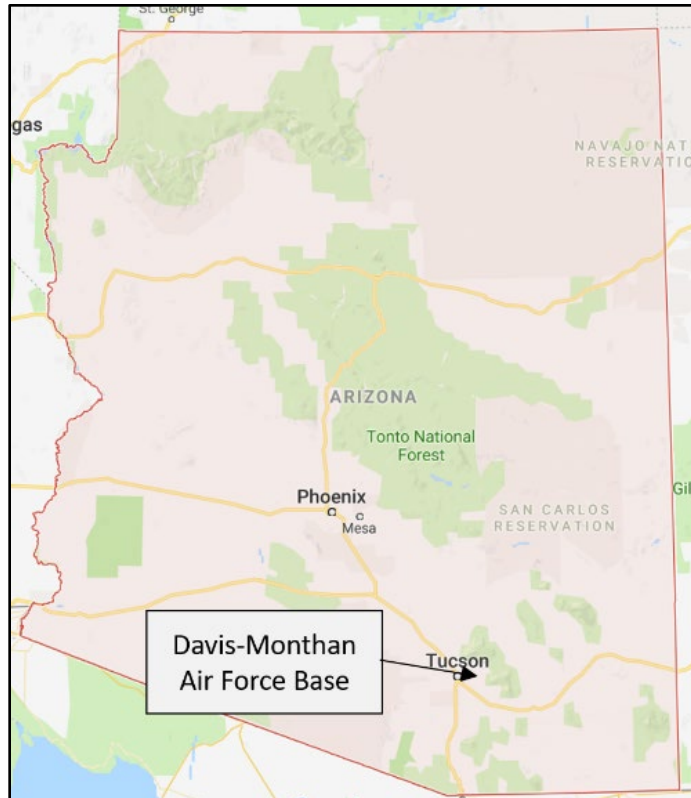 St. George
gas
NAVAJO NAT
RESERVATIO
ARIZONA
Tonto National
Forest
Phoenix
Mesa
Gil
SAN CARLOS
RESERVATION
Davis-Monthan
Air Force Base
Tucson